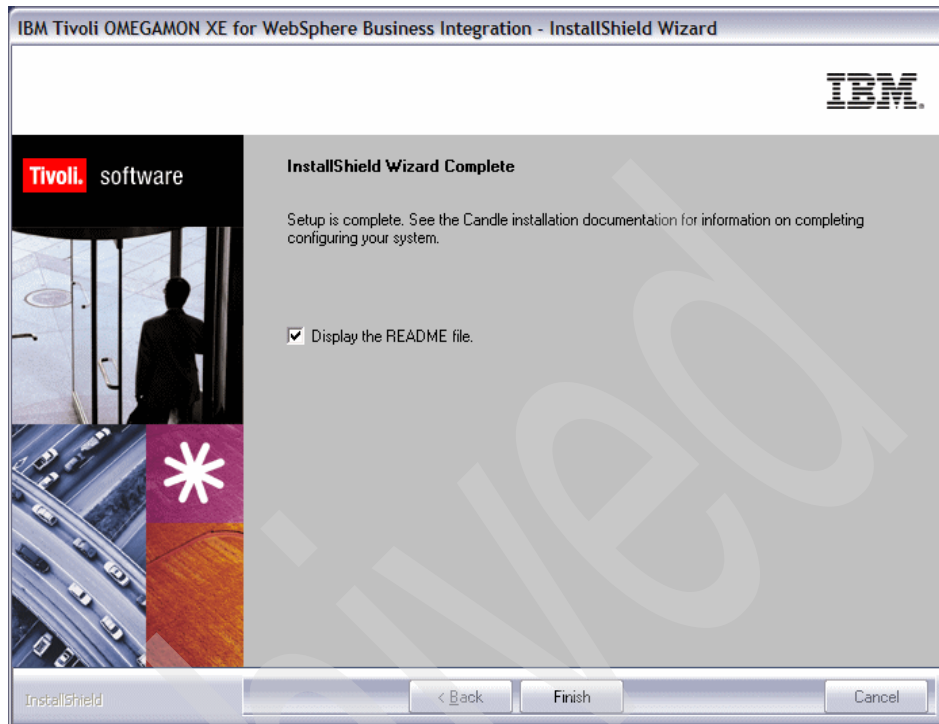 IBM Tivoli OMEGAMON XE for WebSphere Business Integration - InstallShield Wizard
IBM.
Tivoli. software
InstallShield Wizard Complete
Setup is complete. See the Candle installation documentation for information on completing
configuring your system.
Display the README file.
InstallShield
< Back
Finish
Cancel